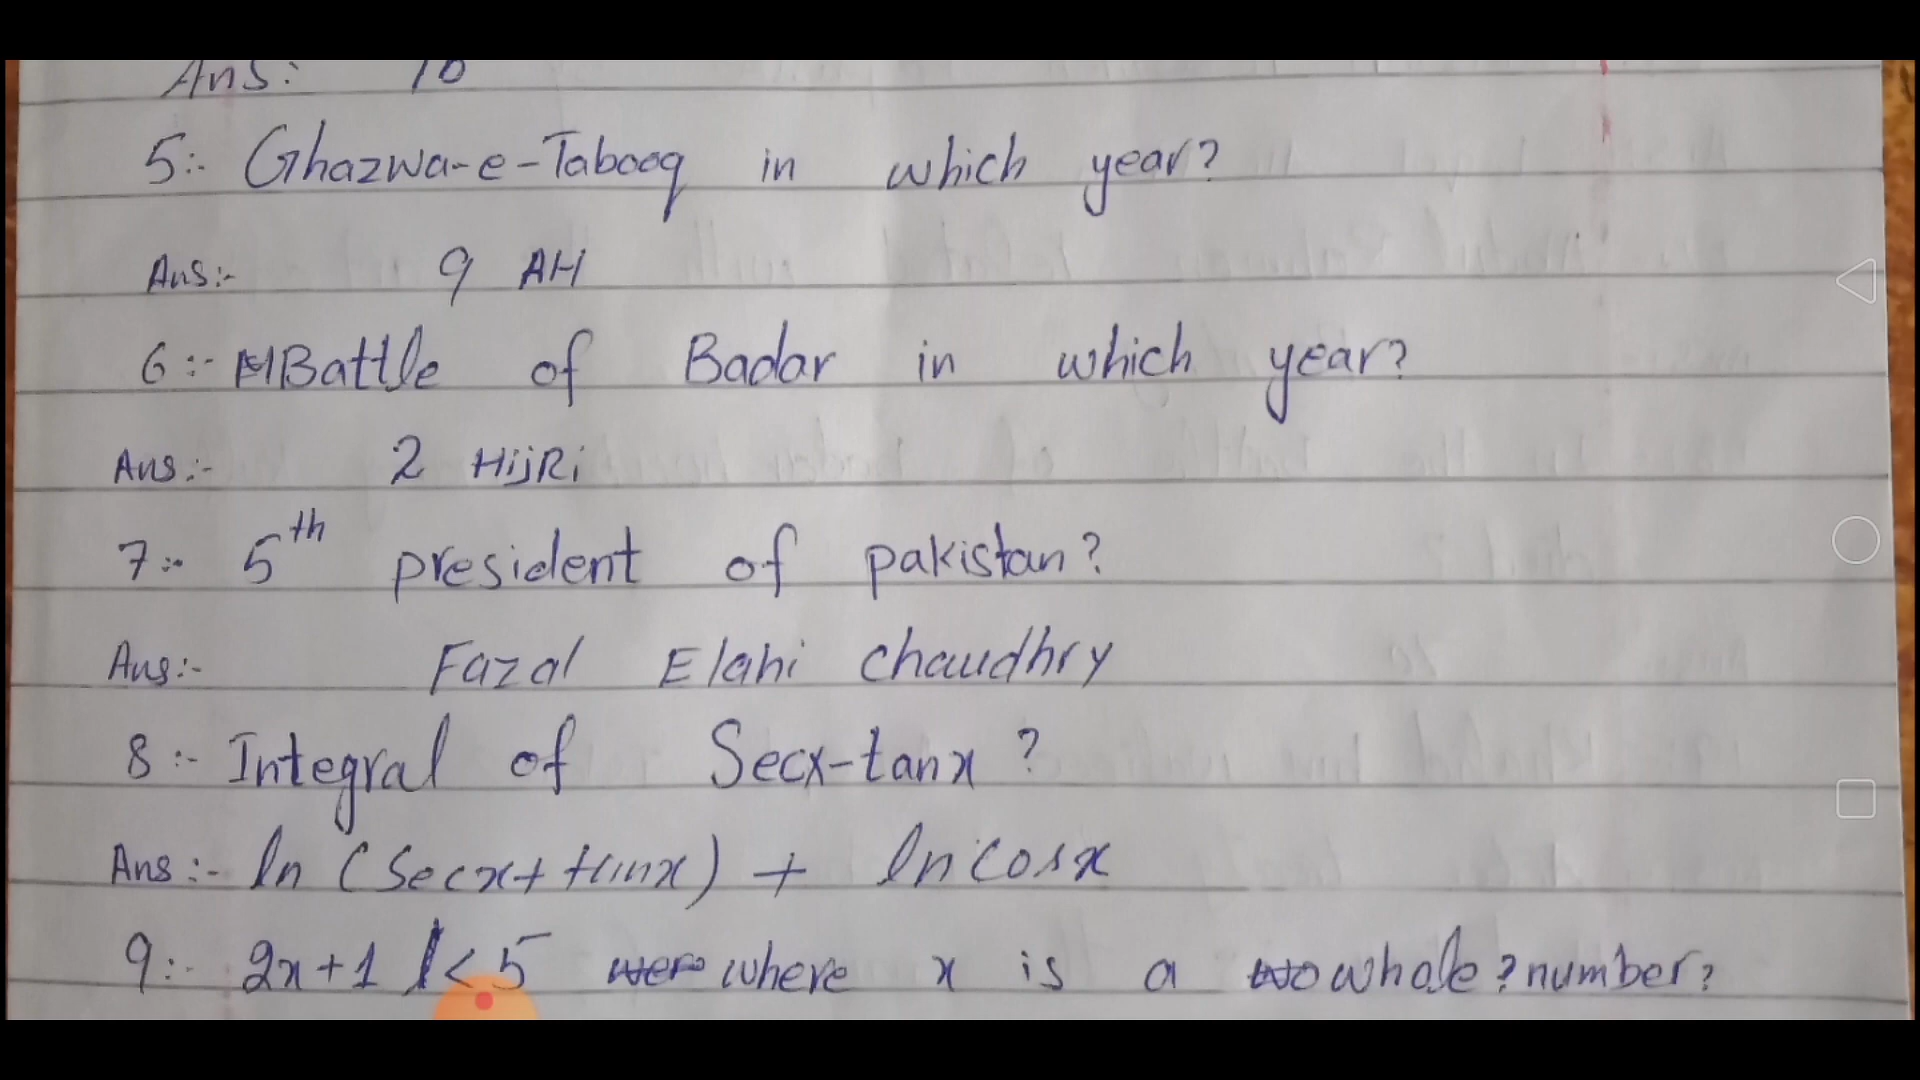 Ans: 10
5:- Ghazwa-e-Tabooq in which year?
Ans:- 9 AH
6:- Battle of Badar in which year?
Ans:- 2 HijRi
7:- 5th president of pakistan?
Ans:- Fazal Elahi chaudhry
8:- Integral of Secx-tanx?
Ans:- ln (Secx+tanx) + ln cosx
9:- 2x+1 < 5 where x is a whole? number?